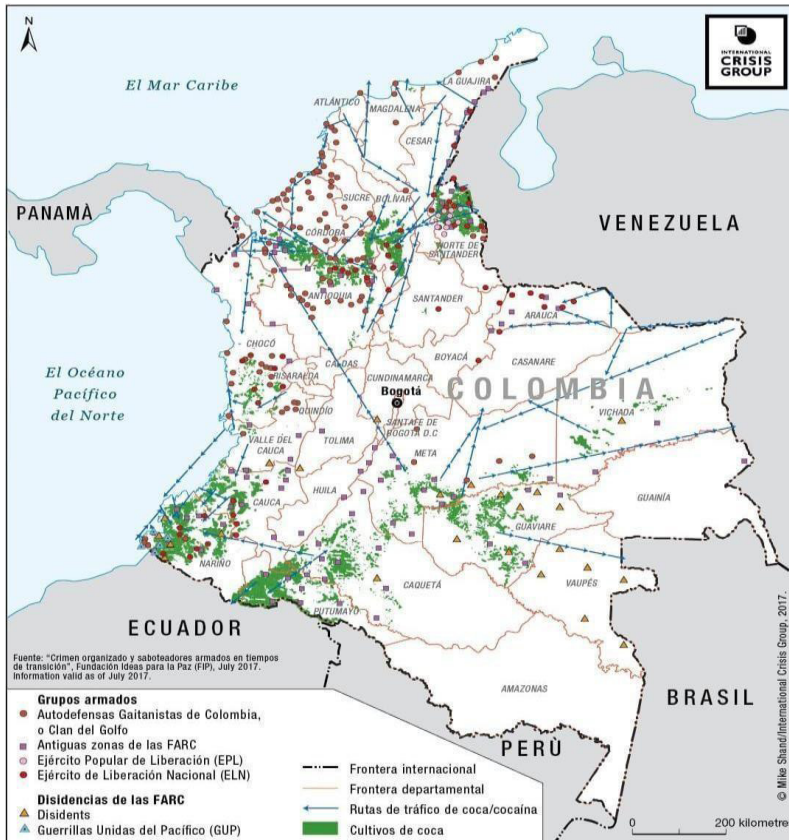 N
INTERNATIONAL
CRISIS
GROUP
El Mar Caribe
LA GUAJIRA
ATLÁNTICO
MAGDALENA
CESAR
PANAMÀ
SUCRE
BOLÍVAR
VENEZUELA
CÓRDOBA
NORTE DE
SANTANDER
ANTIOQUIA
SANTANDER
ARAUCA
CHOCÓ
BOYACÁ
CASANARE
El Océano
Pacífico
del Norte
CALDAS
RISARALDA
CUNDINAMARCA
Bogotá
COLOMBIA
VICHADA
QUINDÍO
SANTAFE DE
BOGOTA D.C
VALLE DEL
CAUCA
TOLIMA
META
HUILA
GUAINÍA
CAUCA
GUAVIARE
NARIÑO
CAQUETÁ
VAUPÉS
PUTUMAYO
ECUADOR
AMAZONAS
BRASIL
PERÙ
Fuente: "Crimen organizado y saboteadores armados en tiempos
de transición", Fundación Ideas para la Paz (FIP), July 2017.
Information valid as of July 2017.
Grupos armados
Autodefensas Gaitanistas de Colombia,
o Clan del Golfo
Antiguas zonas de las FARC
Ejército Popular de Liberación (EPL)
Ejército de Liberación Nacional (ELN)
Disidencias de las FARC
Disidents
Guerrillas Unidas del Pacífico (GUP)
Frontera internacional
Frontera departamental
Rutas de tráfico de coca/cocaína
Cultivos de coca
0 200 kilometre
© Mike Shand/International Crisis Group, 2017.